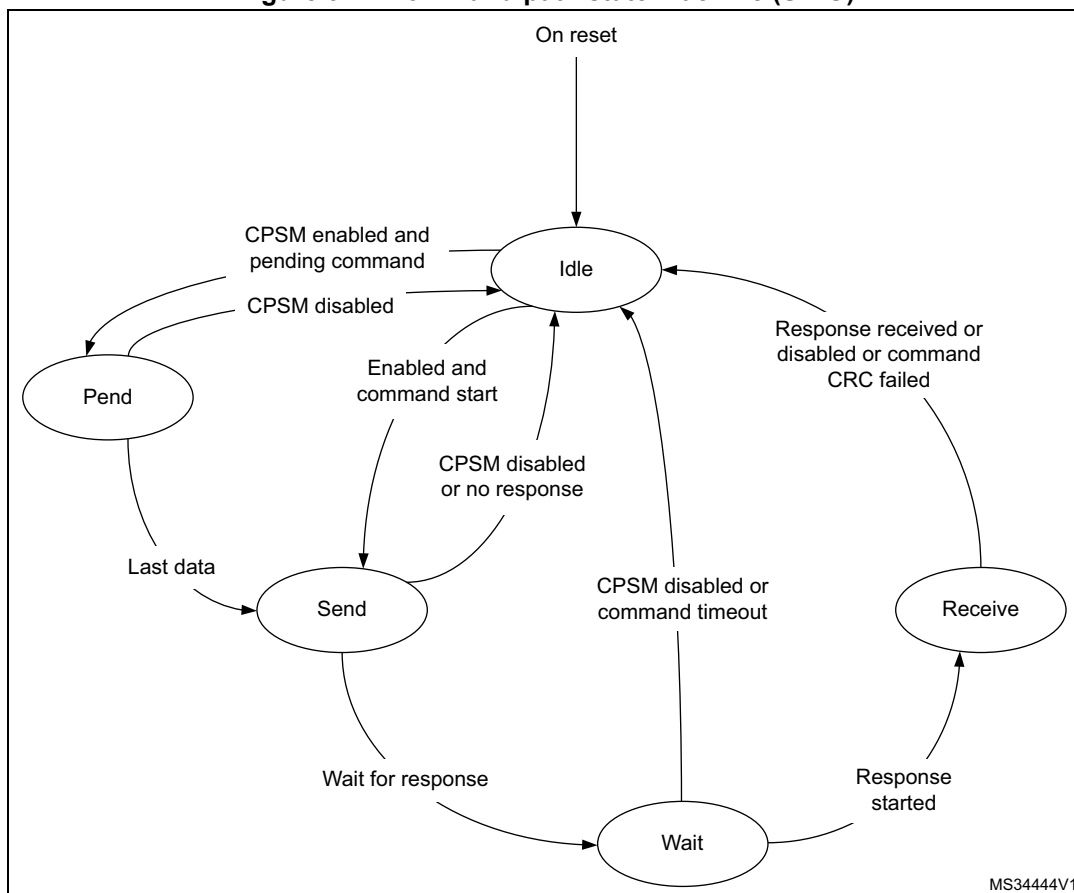 On reset
CPSM enabled and
pending command
Idle
CPSM disabled
Response received or
disabled or command
CRC failed
Enabled and
command start
Pend
CPSM disabled
or no response
Last data
CPSM disabled or
command timeout
Send
Receive
Wait for response
Response
started
Wait
MS34444V1